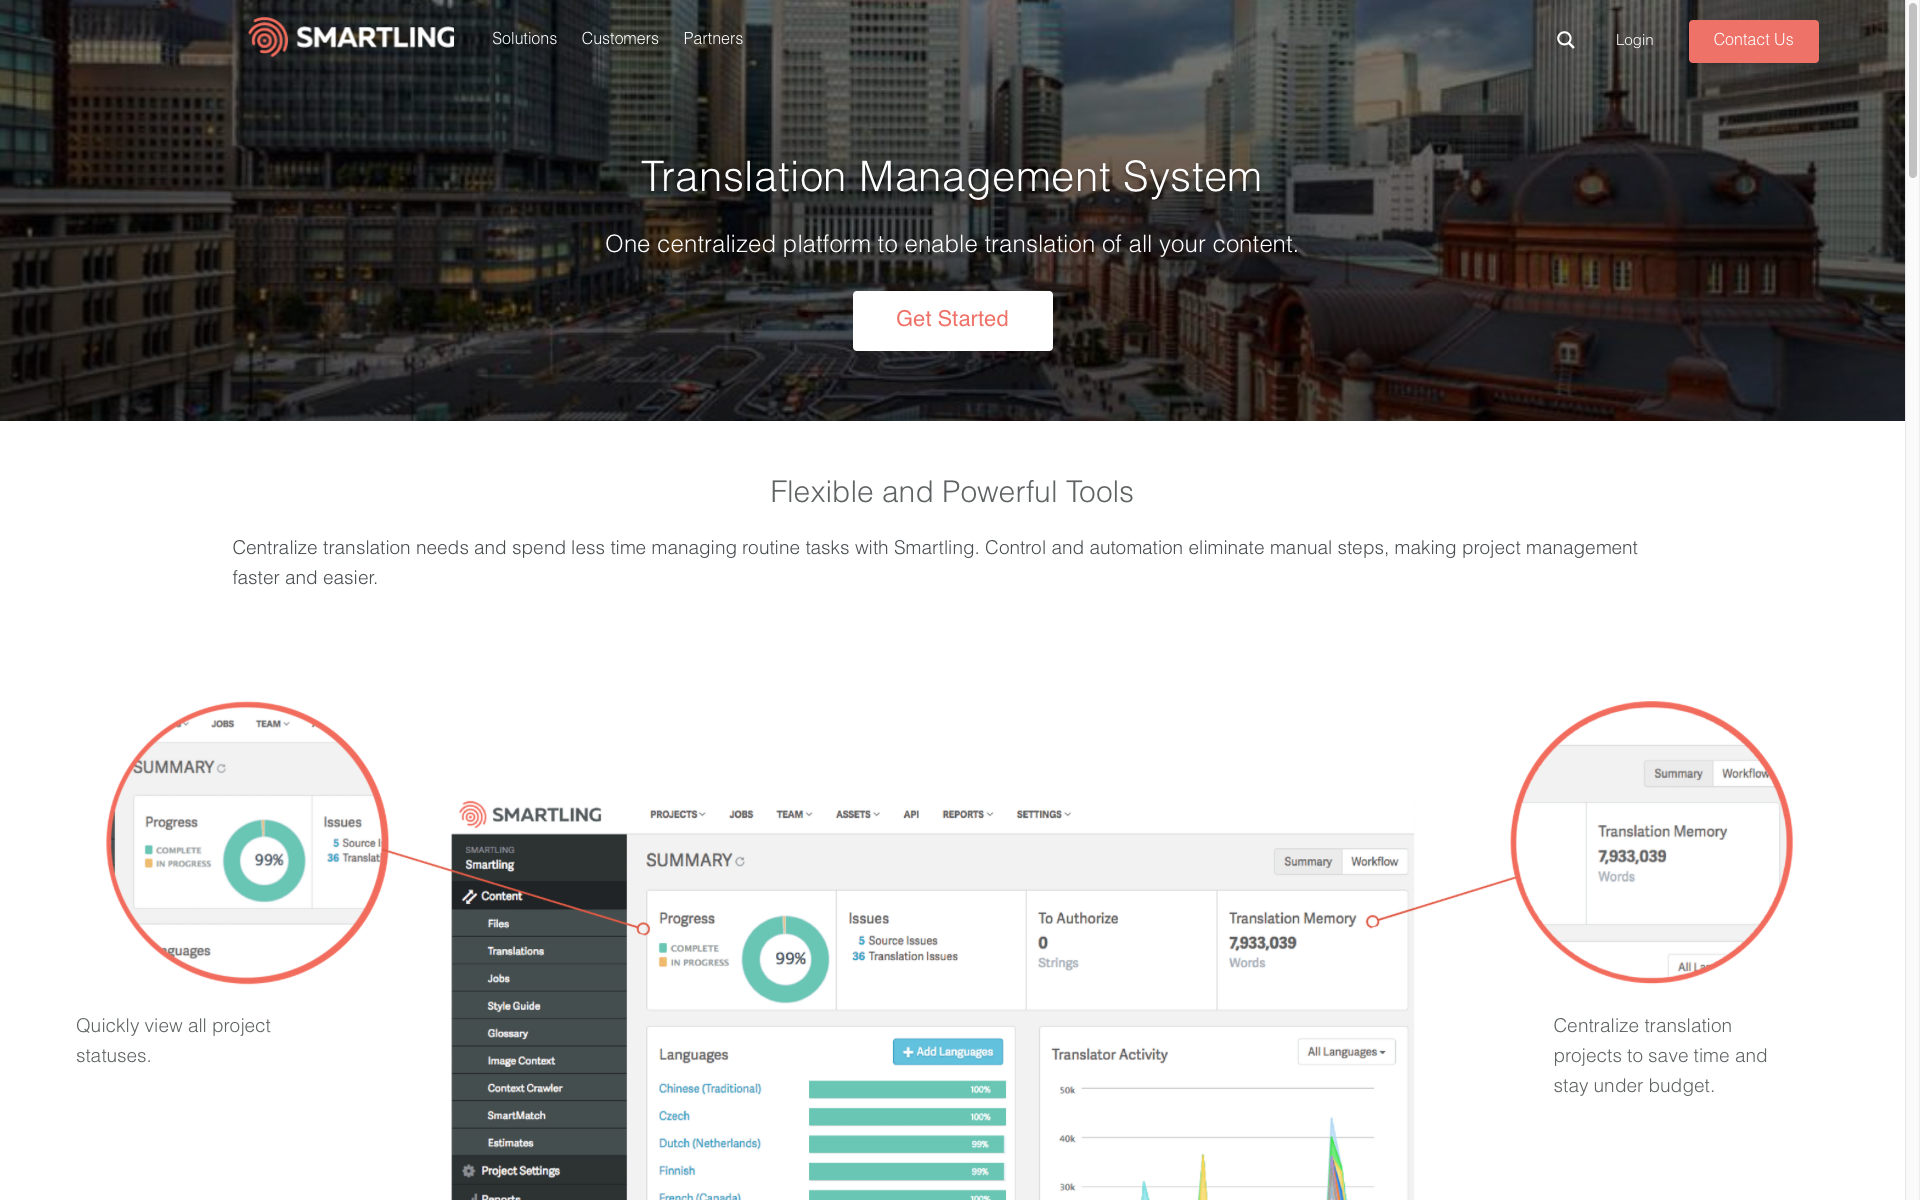 SMARTLING
Solutions Customers Partners
Login
Contact Us
Translation Management System
One centralized platform to enable translation of all your content.
Get Started
Flexible and Powerful Tools
Centralize translation needs and spend less time managing routine tasks with Smartling. Control and automation eliminate manual steps, making project management
faster and easier.
JOBS TEAM
SUMMARY
Progress
COMPLETE
IN PROGRESS
99%
Issues
5 Source
36
Quickly view all project
statuses.
SMARTLING
PROJECTS JOBS TEAM ASSETS API REPORTS SETTINGS
SMARTLING
Smartling
Content
Files
Translations
Jobs
Style Guide
Glossary
Image Context
Context Crawler
SmartMatch
Estimates
Project Settings
Reports
SUMMARY
Summary Workflow
Progress
COMPLETE
IN PROGRESS
99%
Issues
5 Source Issues
36 Translation Issues
To Authorize
0
Strings
Translation Memory
7,933,039
Words
Languages
+ Add Languages
Chinese (Traditional) 100%
Czech 100%
Dutch (Netherlands) 99%
Finnish 99%
French (Canada) 100%
Translator Activity
All Languages
50k
40k
30k
Summary Workflow
Translation Memory
7,933,039
Words
All
Centralize translation
projects to save time and
stay under budget.